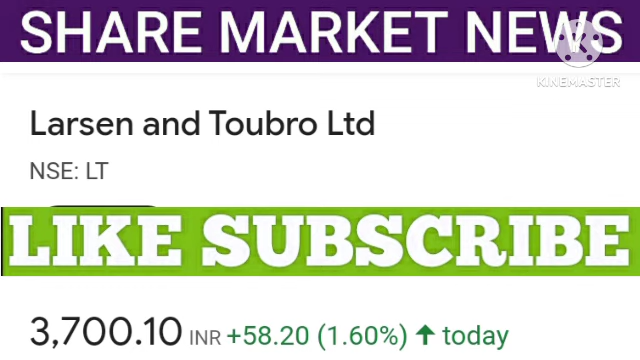 SHARE MARKET NEWS
KINEMASTER
Larsen and Toubro Ltd
NSE: LT
LIKE SUBSCRIBE
3,700.10 INR +58.20 (1.60%) ↑ today